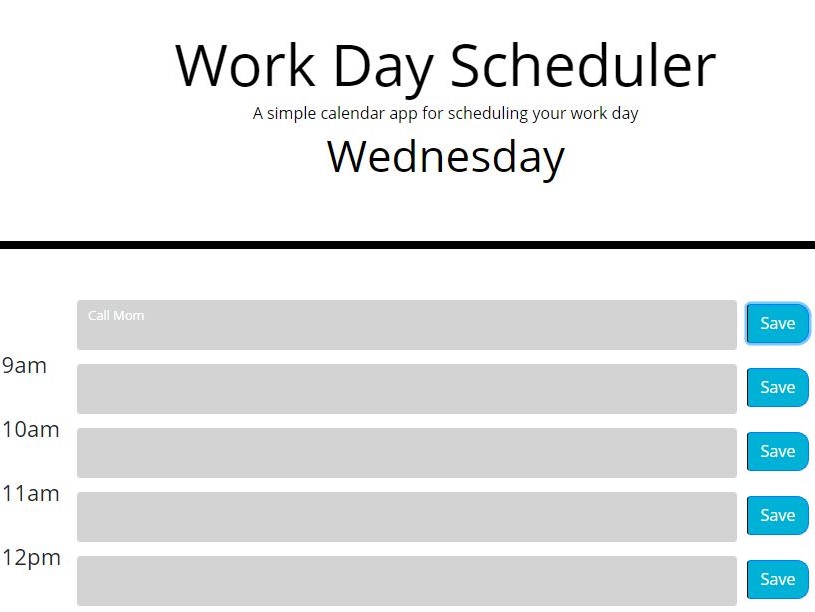 Work Day Scheduler
A simple calendar app for scheduling your work day
Wednesday
Call Mom
Save
9am
Save
10am
Save
11am
Save
12pm
Save